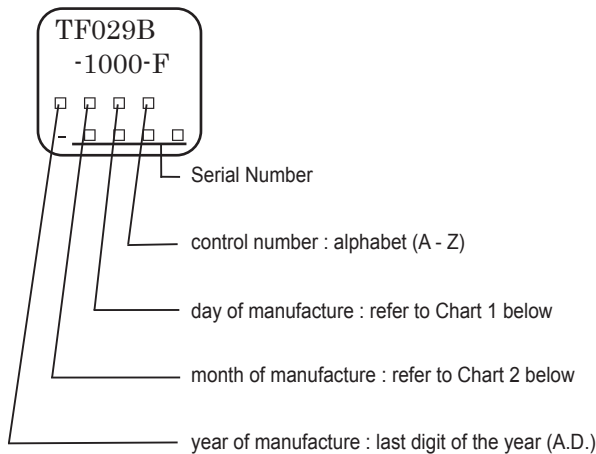 TF029B
-1000-F
□ □ □ □
- □ □ □ □
Serial Number
control number : alphabet (A - Z)
day of manufacture : refer to Chart 1 below
month of manufacture : refer to Chart 2 below
year of manufacture : last digit of the year (A.D.)